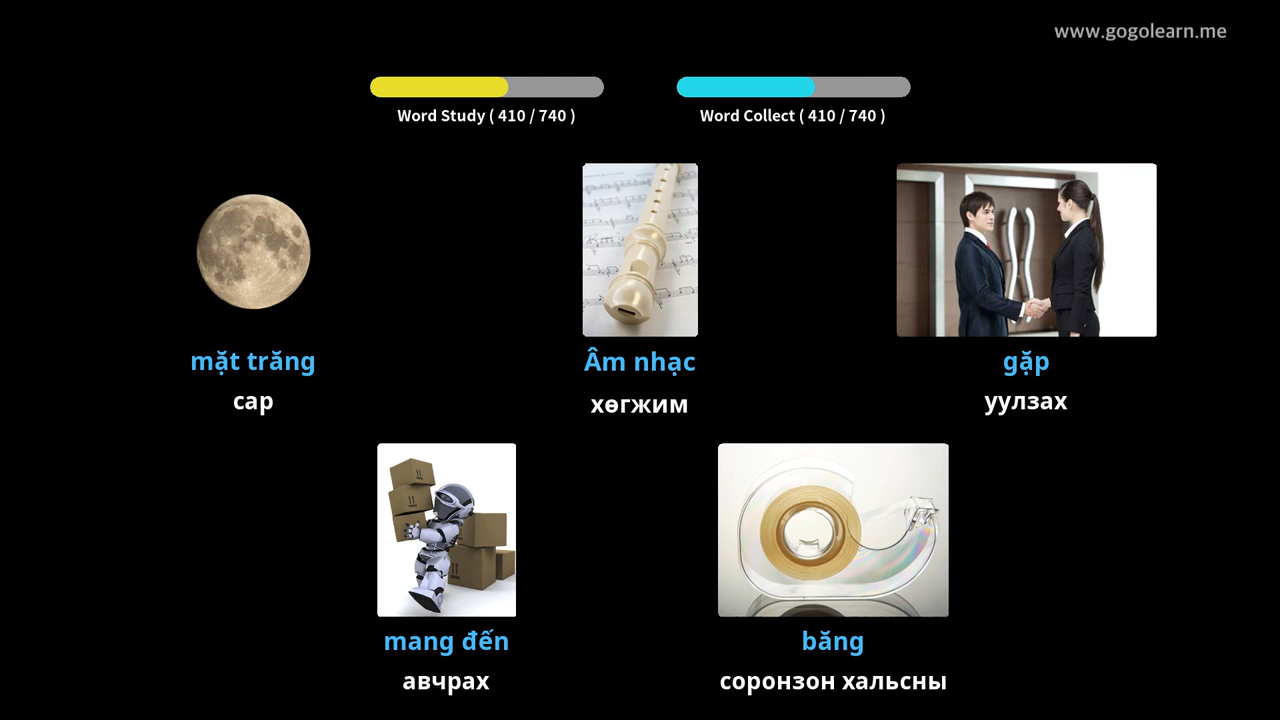 www.gogolearn.me
Word Study ( 410 / 740 )
Word Collect ( 410 / 740 )
mặt trăng
сар
Âm nhạc
хөгжим
gặp
уулзах
mang đến
авчрах
băng
соронзон хальсны